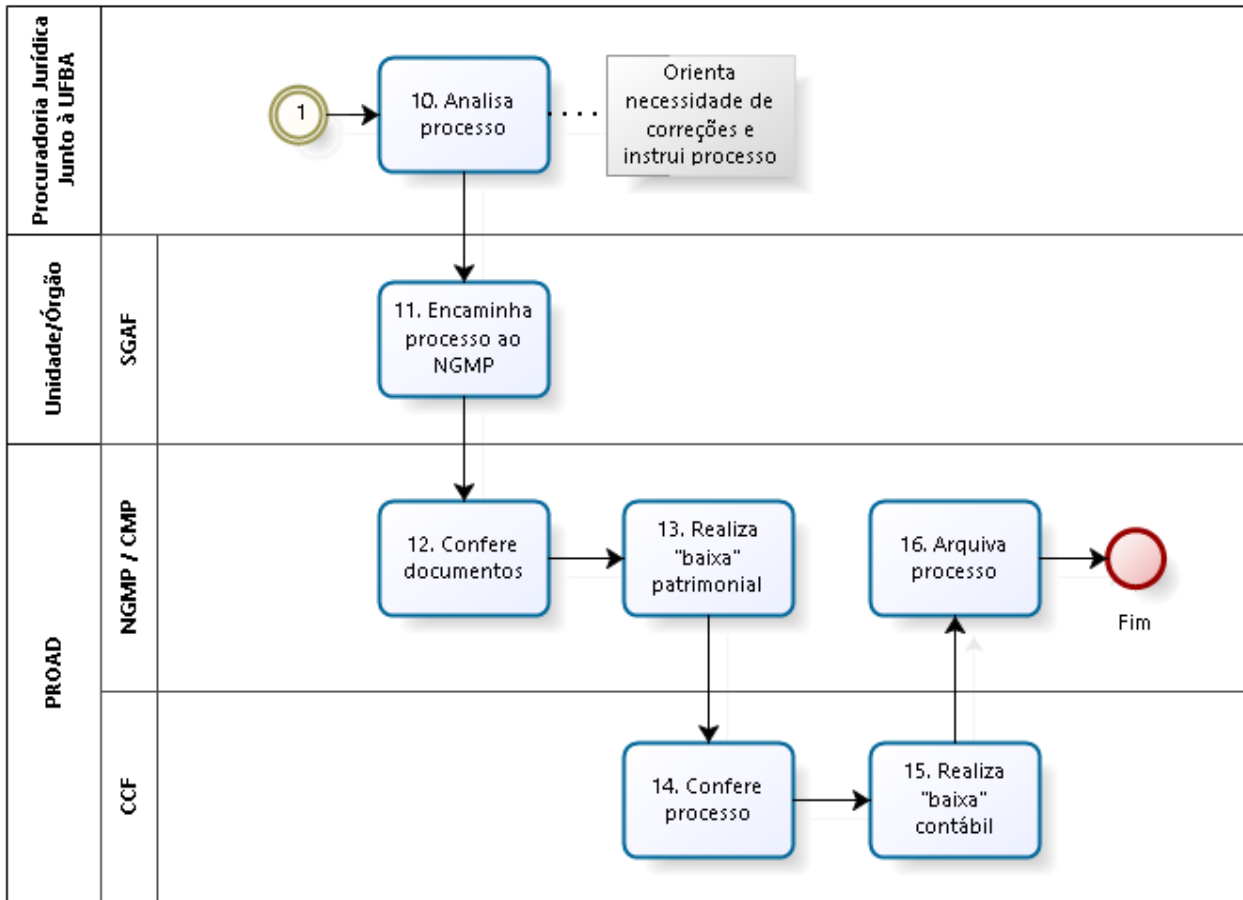 Procuradoria Jurídica
Junto à UFBA
1
10. Analisa
processo
Orienta
necessidade de
correções e
instrui processo
Unidade/Órgão
SGAF
11. Encaminha
processo ao
NGMP
PROAD
NGMP / CMP
12. Confere
documentos
13. Realiza
"baixa"
patrimonial
16. Arquiva
processo
Fim
CCF
14. Confere
processo
15. Realiza
"baixa"
contábil